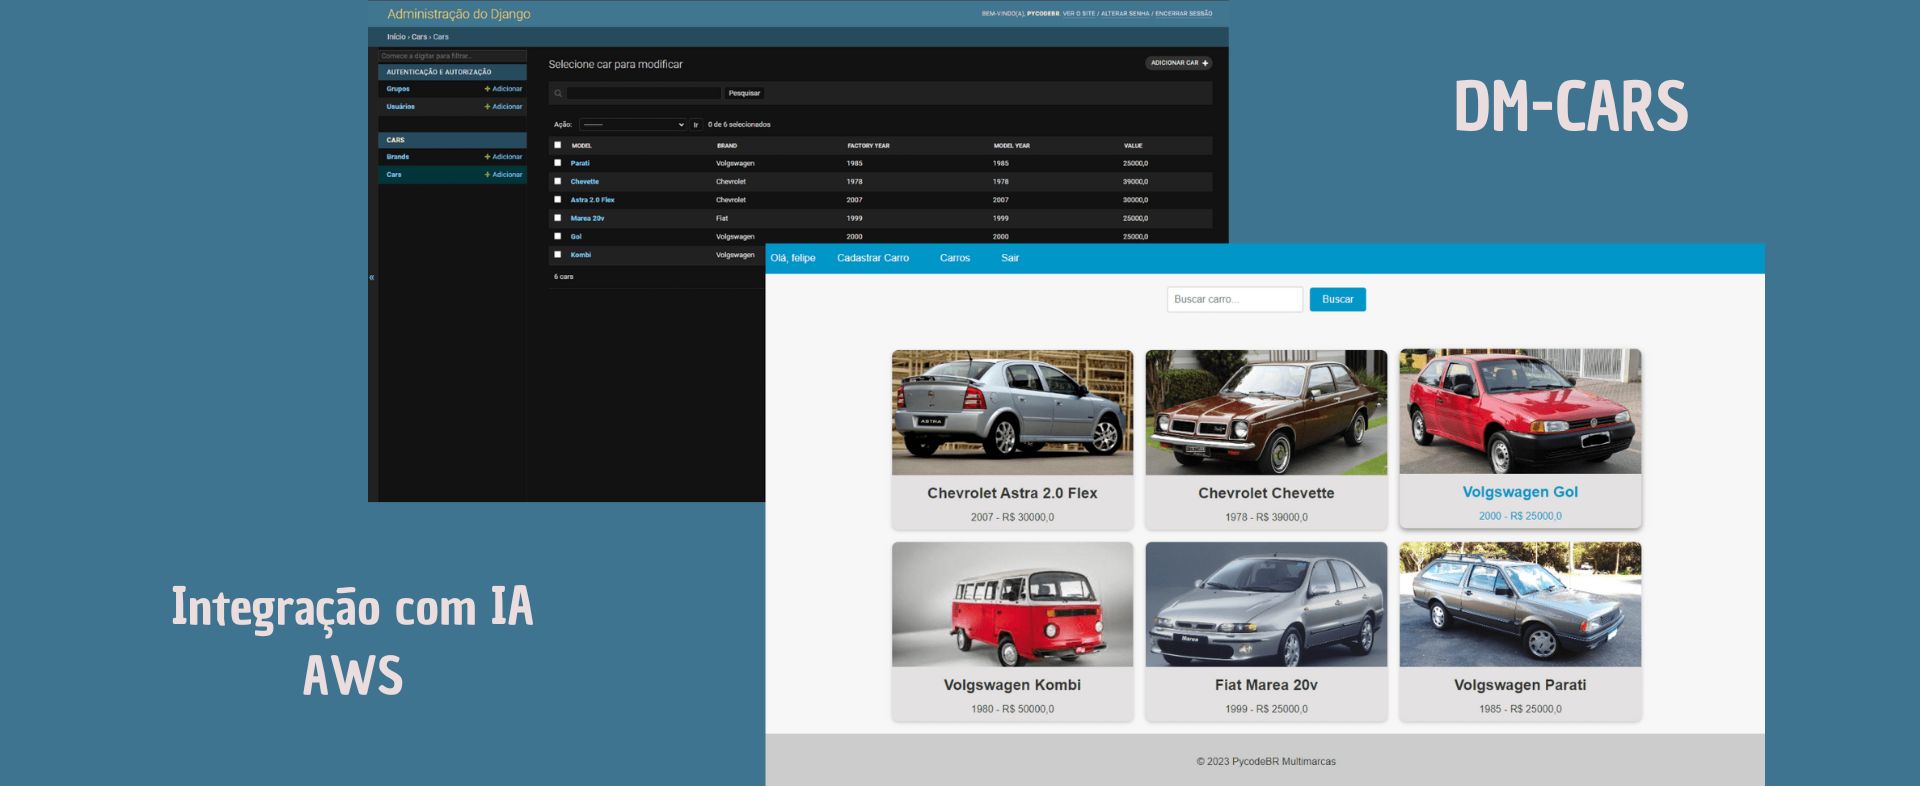 Administração do Django
BEM-VINDO(A), PYCODEBR. VER O SITE / ALTERAR SENHA / ENCERRAR SESSÃO
Início › Cars › Cars
Comece a digitar para filtrar...
AUTENTICAÇÃO E AUTORIZAÇÃO
Grupos + Adicionar
Usuários + Adicionar
CARS
Brands + Adicionar
Cars + Adicionar
«
Selecione car para modificar
ADICIONAR CAR +
Pesquisar
Ação: --------- Ir 0 de 6 selecionados
MODEL BRAND FACTORY YEAR MODEL YEAR VALUE
Parati Volgswagen 1985 1985 25000,0
Chevette Chevrolet 1978 1978 39000,0
Astra 2.0 Flex Chevrolet 2007 2007 30000,0
Marea 20v Fiat 1999 1999 25000,0
Gol Volgswagen 2000 2000 25000,0
Kombi Volgswagen
6 cars
DM-CARS
Olá, felipe Cadastrar Carro Carros Sair
Buscar carro... Buscar
ASTRA
Chevrolet Astra 2.0 Flex
2007 - R$ 30000,0
Chevrolet Chevette
1978 - R$ 39000,0
Volgswagen Gol
2000 - R$ 25000,0
Volgswagen Kombi
1980 - R$ 50000,0
Marea
Fiat Marea 20v
1999 - R$ 25000,0
Volgswagen Parati
1985 - R$ 25000,0
© 2023 PycodeBR Multimarcas
Integração com IA
AWS